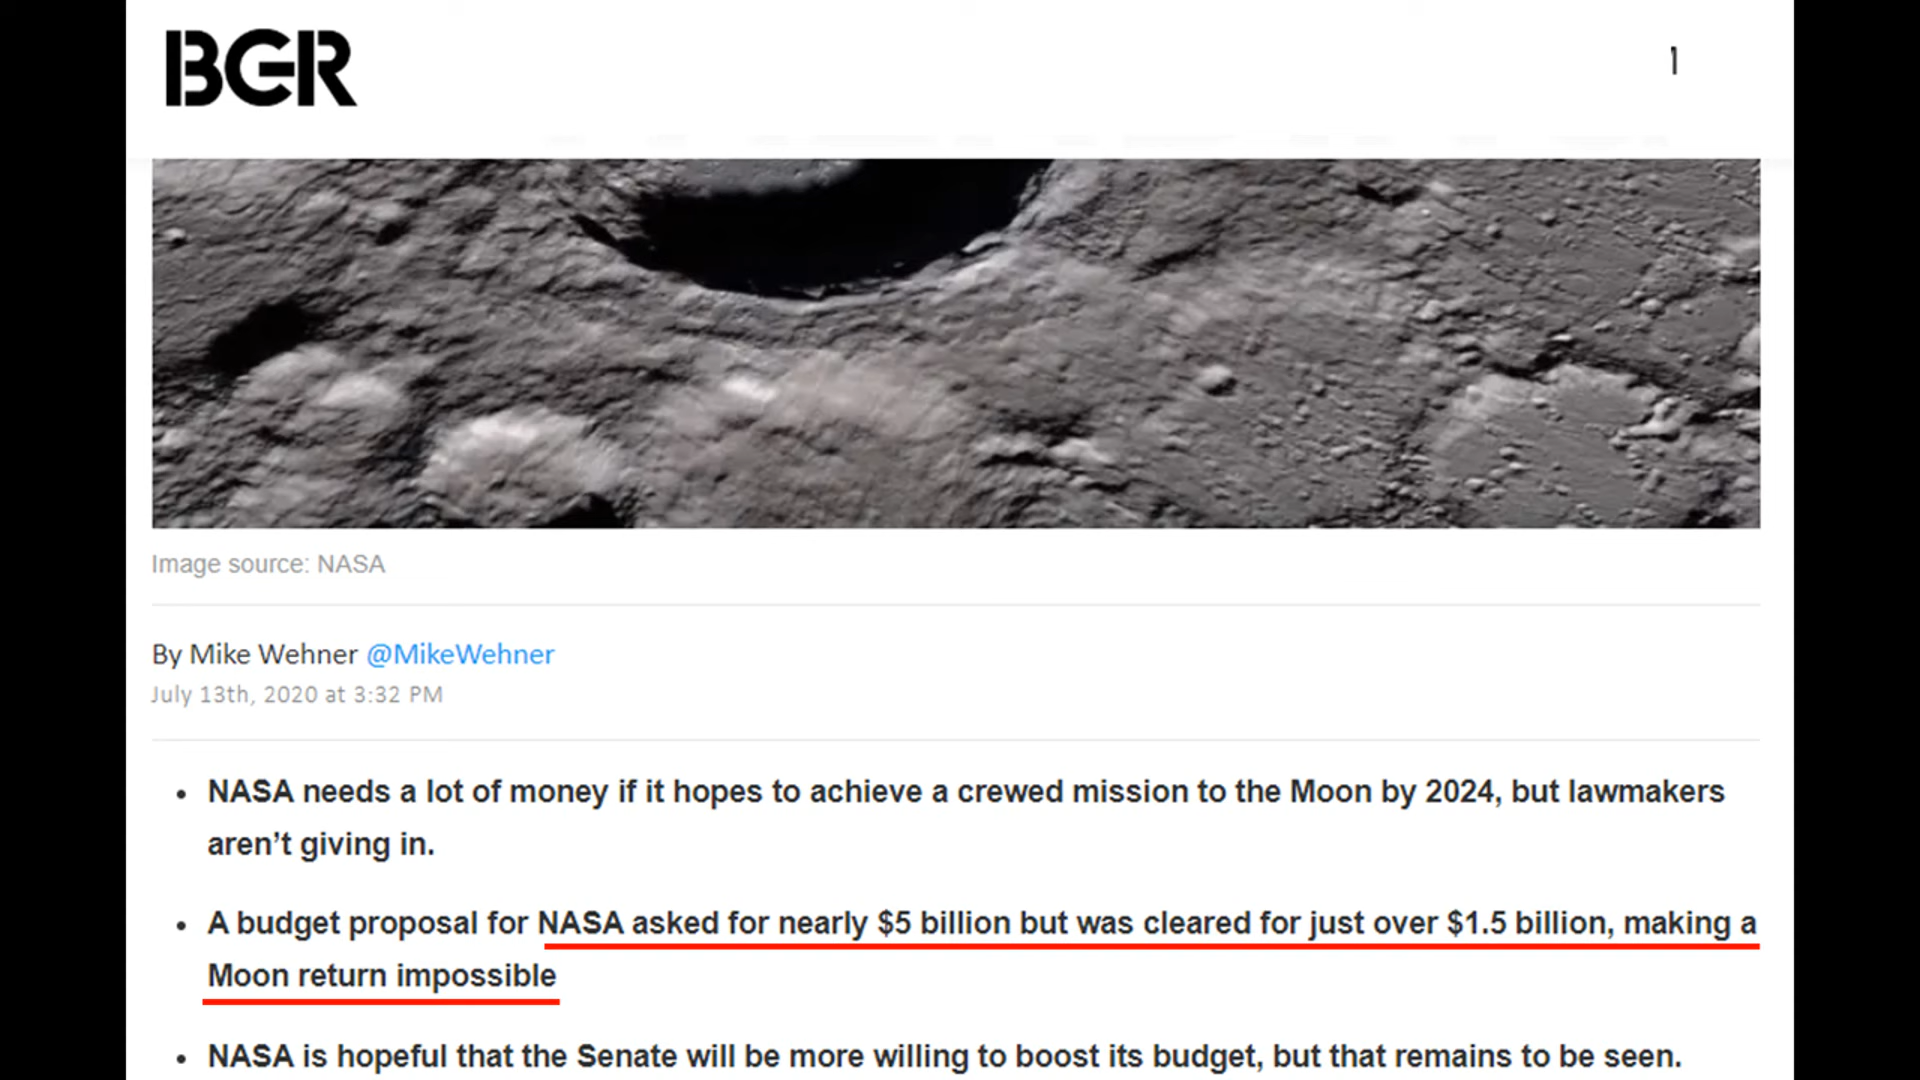 BGR
Image source: NASA
By Mike Wehner @MikeWehner
July 13th, 2020 at 3:32 PM
• NASA needs a lot of money if it hopes to achieve a crewed mission to the Moon by 2024, but lawmakers
aren’t giving in.
• A budget proposal for NASA asked for nearly $5 billion but was cleared for just over $1.5 billion, making a
Moon return impossible
• NASA is hopeful that the Senate will be more willing to boost its budget, but that remains to be seen.